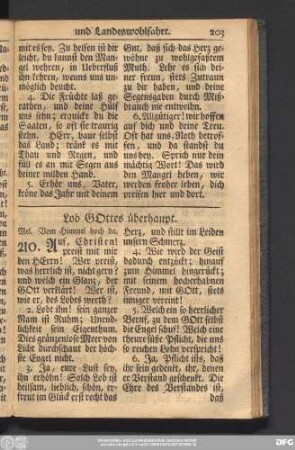 und Landeswohlfahrt. 203
mit es sey. Zu helfen ist dir
leicht, du kannst den Man-
gel wehren, in Ueberfluß
ihn kehren, wenns uns un-
möglich deucht.
4. Die Früchte laß ge-
rathen, und deine Huld
uns sehn; erquicke du die
Saaten, so oft sie traurig
stehn. HErr, baue selbst
das Land; tränk es mit
Thau und Regen, und
füll es an mit Segen aus
deiner milden Hand.
5. Erhör uns, Vater,
kröne das Jahr mit deinem
Gut, daß sich das Herz ge-
wöhne zu wohlgefaßtem
Muth. Lehr es sich dei-
ner freun, stets Zutraun
zu dir haben, und deine
Segensgaben durch Miß-
brauch nie entweihn.
6. Allgütiger! wir hoffen
auf dich und deine Treu.
Oft hat uns Noth betrof-
fen, und da standst du
uns bey. Sprich nur dein
mächtig Wort! Das wird
den Mangel heben, wir
werden froher leben, dich
preisen hier und dort.
Lob GOttes überhaupt.
Mel. Vom Himmel hoch da.
210. Auf, Christen!
preist mit mir
den HErrn! Wer preist,
was herrlich ist, nicht gern?
und welch ein Glanz, der
GOtt verklärt! Wer ist,
wie er, des Lobes werth?
2. Lobt ihn! sein ganzer
Nam ist Ruhm; Unend-
lichkeit sein Eigenthum.
Dies gränzenlose Meer von
Licht durchschaut der höch-
ste Engel nicht.
3. Ja, eure Lust sey,
ihn erhöhn! Solch Lob ist
heilsam, lieblich, schön, er-
freut im Glück erst recht das
Herz, und stillt im Leiden
unsern Schmerz.
4. Wie wird der Geist
dadurch entzückt; hinauf
zum Himmel hingerückt;
mit seinem hocherhabnen
Freund, mit GOtt, stets
inniger vereint!
5. Welch ein so herrlicher
Beruf, zu dem GOtt selbst
die Engel schuf! Welch eine
theure süße Pflicht, die uns
so reichen Lohn verspricht!
6. Ja, Pflicht ists, das
ihr sein gedenkt, ihr, denen
er Verstand geschenkt. Die
Ehre des Verstandes ist,
daß